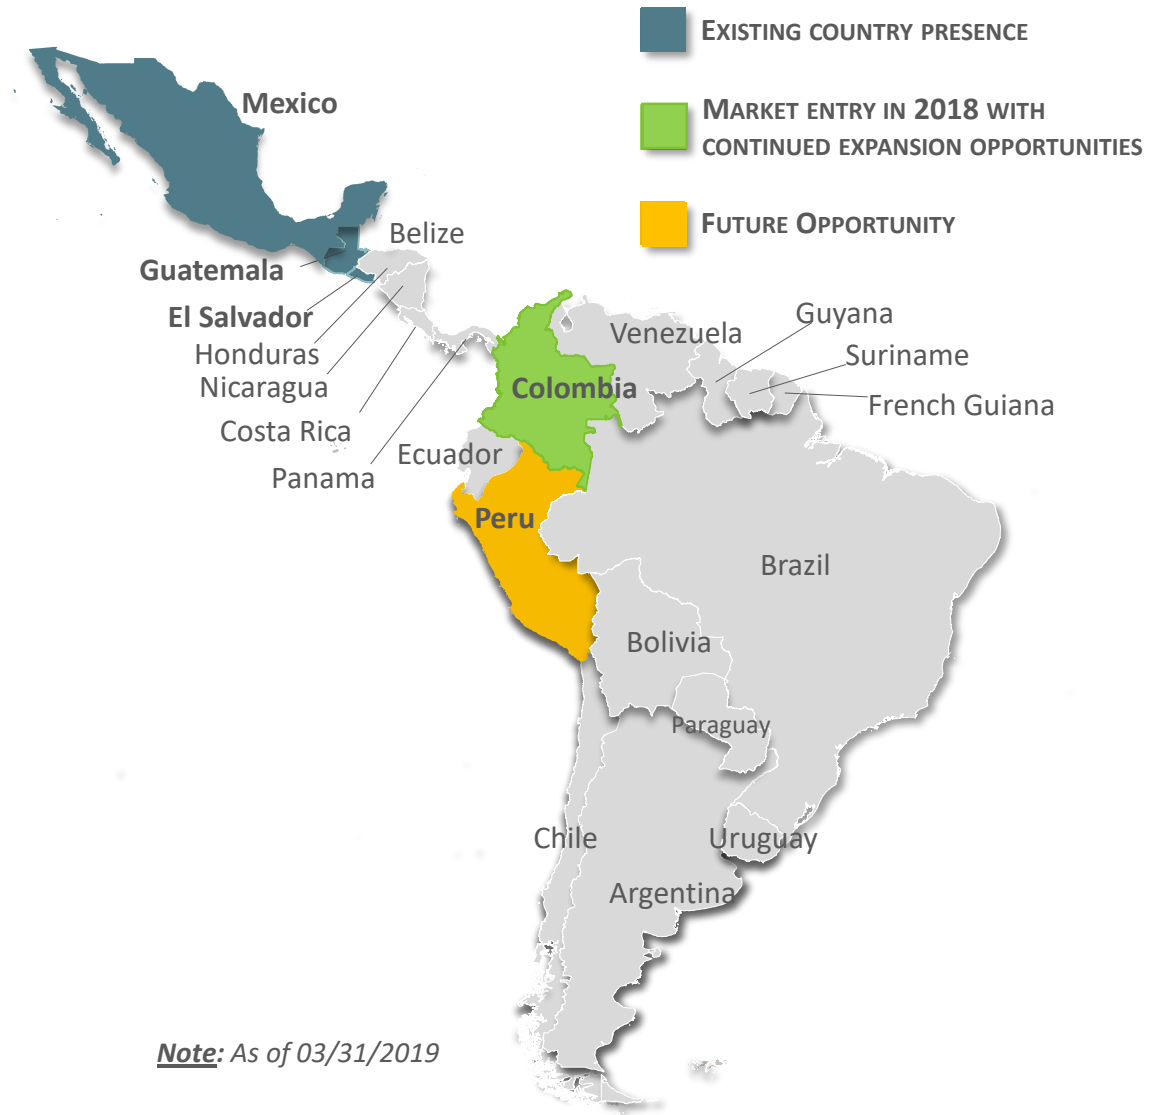 EXISTING COUNTRY PRESENCE
MARKET ENTRY IN 2018 WITH
CONTINUED EXPANSION OPPORTUNITIES
FUTURE OPPORTUNITY
Mexico
Belize
Guatemala
El Salvador
Honduras
Nicaragua
Costa Rica
Panama
Guyana
Venezuela
Suriname
Colombia
French Guiana
Ecuador
Peru
Brazil
Bolivia
Paraguay
Chile
Uruguay
Argentina
Note: As of 03/31/2019